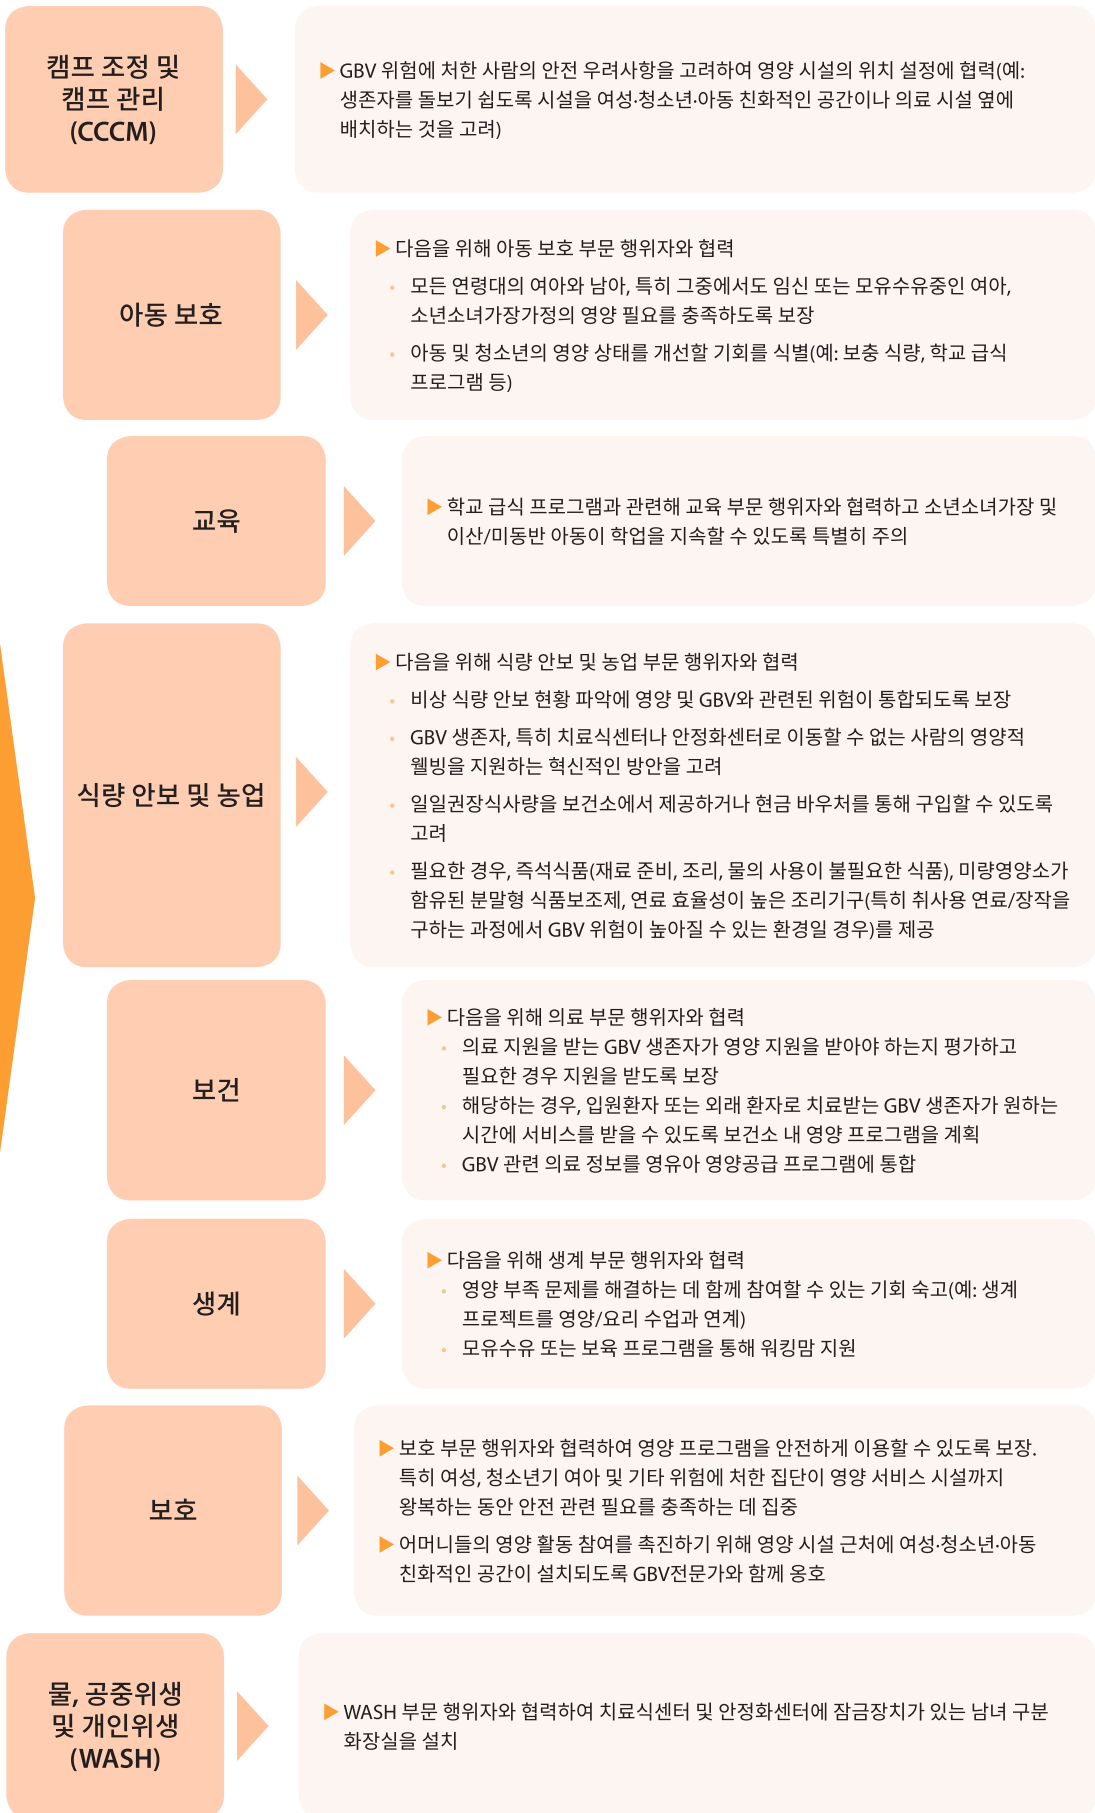 캠프 조정 및
캠프 관리
(CCCM)
▶ GBV 위험에 처한 사람의 안전 우려사항을 고려하여 영양 시설의 위치 설정에 협력(예:
생존자를 돌보기 쉽도록 시설을 여성·청소년·아동 친화적인 공간이나 의료 시설 옆에
배치하는 것을 고려)
아동 보호
▶ 다음을 위해 아동 보호 부문 행위자와 협력
• 모든 연령대의 여아와 남아, 특히 그중에서도 임신 또는 모유수유중인 여아,
소년소녀가장가정의 영양 필요를 충족하도록 보장
• 아동 및 청소년의 영양 상태를 개선할 기회를 식별(예: 보충 식량, 학교 급식
프로그램 등)
교육
▶ 학교 급식 프로그램과 관련해 교육 부문 행위자와 협력하고 소년소녀가장 및
이산/미동반 아동이 학업을 지속할 수 있도록 특별히 주의
식량 안보 및 농업
▶ 다음을 위해 식량 안보 및 농업 부문 행위자와 협력
• 비상 식량 안보 현황 파악에 영양 및 GBV와 관련된 위험이 통합되도록 보장
• GBV 생존자, 특히 치료식센터나 안정화센터로 이동할 수 없는 사람의 영양적
웰빙을 지원하는 혁신적인 방안을 고려
• 일일권장식사량을 보건소에서 제공하거나 현금 바우처를 통해 구입할 수 있도록
고려
• 필요한 경우, 즉석식품(재료 준비, 조리, 물의 사용이 불필요한 식품), 미량영양소가
함유된 분말형 식품보조제, 연료 효율성이 높은 조리기구(특히 취사용 연료/장작을
구하는 과정에서 GBV 위험이 높아질 수 있는 환경일 경우)를 제공
보건
▶ 다음을 위해 의료 부문 행위자와 협력
• 의료 지원을 받는 GBV 생존자가 영양 지원을 받아야 하는지 평가하고
필요한 경우 지원을 받도록 보장
• 해당하는 경우, 입원환자 또는 외래 환자로 치료받는 GBV 생존자가 원하는
시간에 서비스를 받을 수 있도록 보건소 내 영양 프로그램을 계획
• GBV 관련 의료 정보를 영유아 영양공급 프로그램에 통합
생계
▶ 다음을 위해 생계 부문 행위자와 협력
• 영양 부족 문제를 해결하는 데 함께 참여할 수 있는 기회 숙고(예: 생계
프로젝트를 영양/요리 수업과 연계)
• 모유수유 또는 보육 프로그램을 통해 워킹맘 지원
보호
▶ 보호 부문 행위자와 협력하여 영양 프로그램을 안전하게 이용할 수 있도록 보장.
특히 여성, 청소년기 여아 및 기타 위험에 처한 집단이 영양 서비스 시설까지
왕복하는 동안 안전 관련 필요를 충족하는 데 집중
▶ 어머니들의 영양 활동 참여를 촉진하기 위해 영양 시설 근처에 여성·청소년·아동
친화적인 공간이 설치되도록 GBV전문가와 함께 옹호
물, 공중위생
및 개인위생
(WASH)
▶ WASH 부문 행위자와 협력하여 치료식센터 및 안정화센터에 잠금장치가 있는 남녀 구분
화장실을 설치